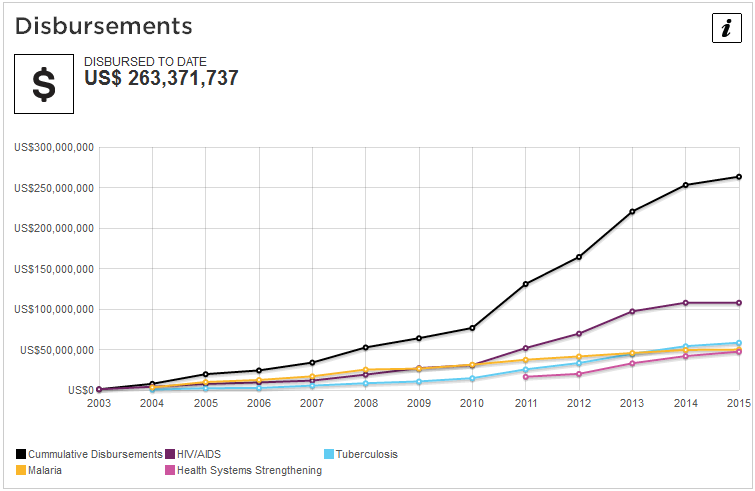 Disbursements
i
$
DISBURSED TO DATE
US$ 263,371,737
US$300,000,000
US$250,000,000
US$200,000,000
US$150,000,000
US$100,000,000
US$50,000,000
US$0
2003 2004 2005 2006 2007 2008 2009 2010 2011 2012 2013 2014 2015
Cummulative Disbursements HIV/AIDS Tuberculosis
Malaria Health Systems Strengthening